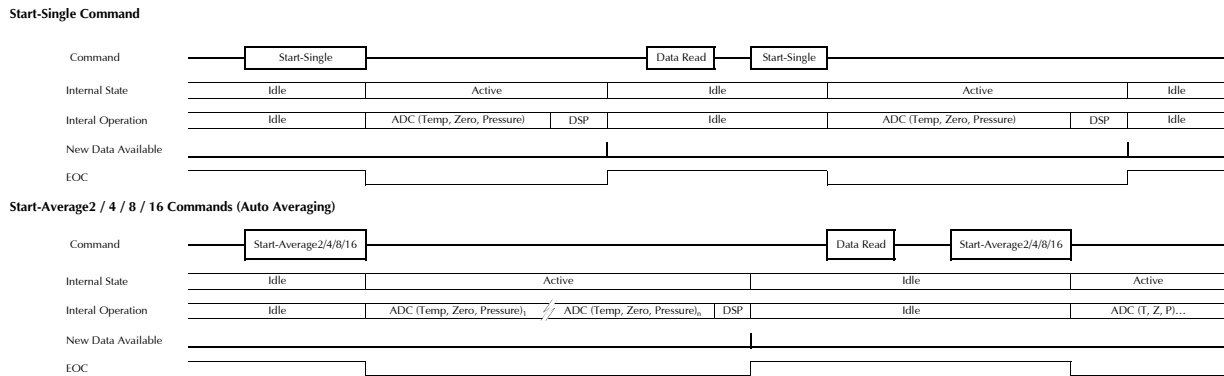 Start-Single Command
Command Start-Single Data Read Start-Single
Internal State Idle Active Idle Active Idle
Interal Operation Idle ADC (Temp, Zero, Pressure) DSP Idle ADC (Temp, Zero, Pressure) DSP Idle
New Data Available
EOC
Start-Average2 / 4 / 8 / 16 Commands (Auto Averaging)
Command Start-Average2/4/8/16 Data Read Start-Average2/4/8/16
Internal State Idle Active Idle Active
Interal Operation Idle ADC (Temp, Zero, Pressure)₁ ADC (Temp, Zero, Pressure)ₙ DSP Idle ADC (T, Z, P)…
New Data Available
EOC